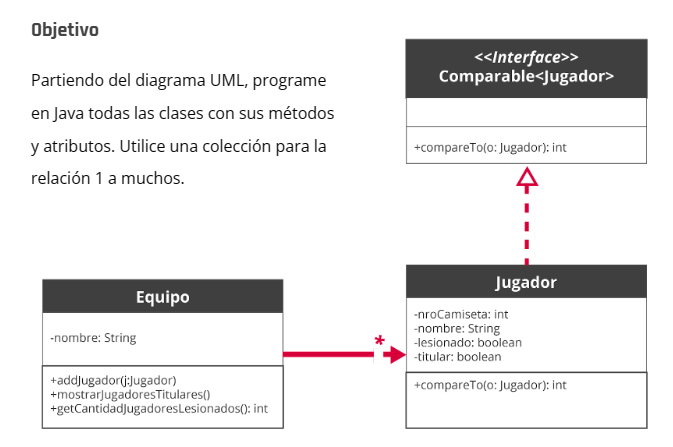 Objetivo
Partiendo del diagrama UML, programe
en Java todas las clases con sus métodos
y atributos. Utilice una colección para la
relación 1 a muchos.
<<Interface>>
Comparable<Jugador>
+compareTo(o: Jugador): int
Equipo
-nombre: String
+addJugador(j:Jugador)
+mostrarJugadoresTitulares()
+getCantidadJugadoresLesionados(): int
*
Jugador
-nroCamiseta: int
-nombre: String
-lesionado: boolean
-titular: boolean
+compareTo(o: Jugador): int